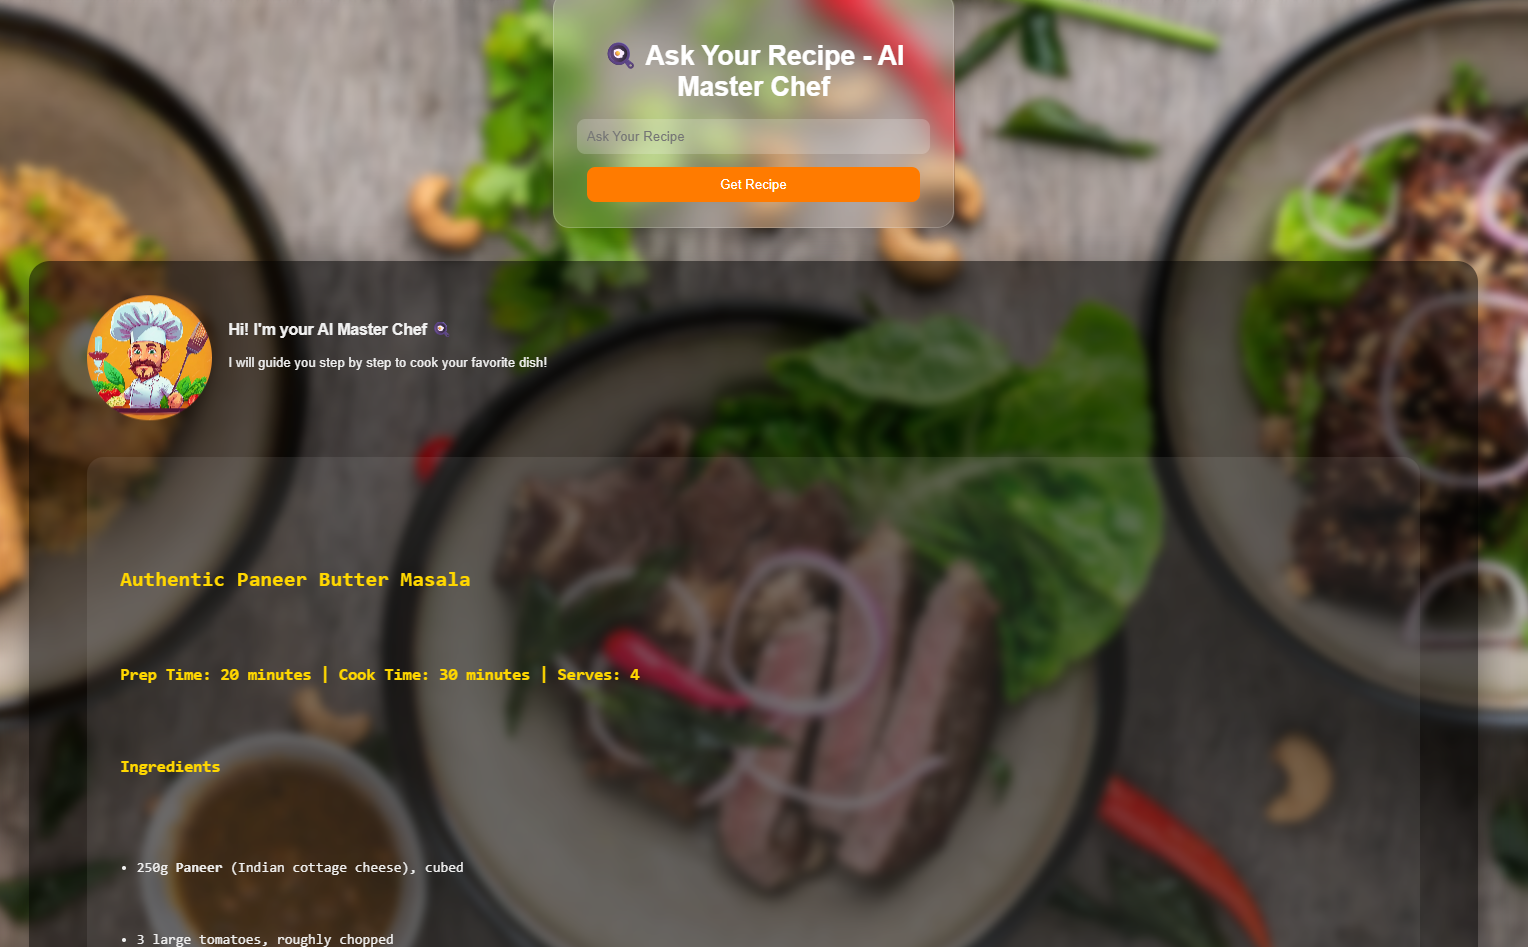 🍳 Ask Your Recipe - AI
Master Chef
Ask Your Recipe
Get Recipe
Hi! I'm your AI Master Chef 🍳
I will guide you step by step to cook your favorite dish!
Authentic Paneer Butter Masala
Prep Time: 20 minutes | Cook Time: 30 minutes | Serves: 4
Ingredients
• 250g Paneer (Indian cottage cheese), cubed
• 3 large tomatoes, roughly chopped